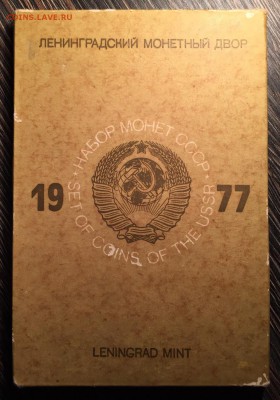 COINS.LAVE.RU
ЛЕНИНГРАДСКИЙ МОНЕТНЫЙ ДВОР
• НАБОР МОНЕТ СССР •
19 77
SET OF COINS OF THE USSR
LENINGRAD MINT